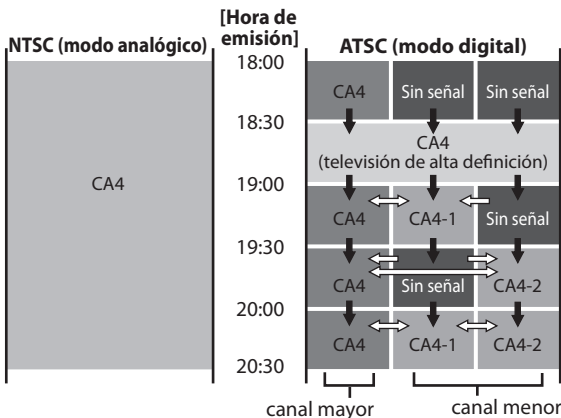 [Hora de emisión]
NTSC (modo analógico)
ATSC (modo digital)
18:00
CA4
Sin señal
Sin señal
18:30
CA4
(televisión de alta definición)
CA4
19:00
CA4
CA4-1
Sin señal
19:30
CA4
Sin señal
CA4-2
20:00
CA4
CA4-1
CA4-2
20:30
canal mayor
canal menor